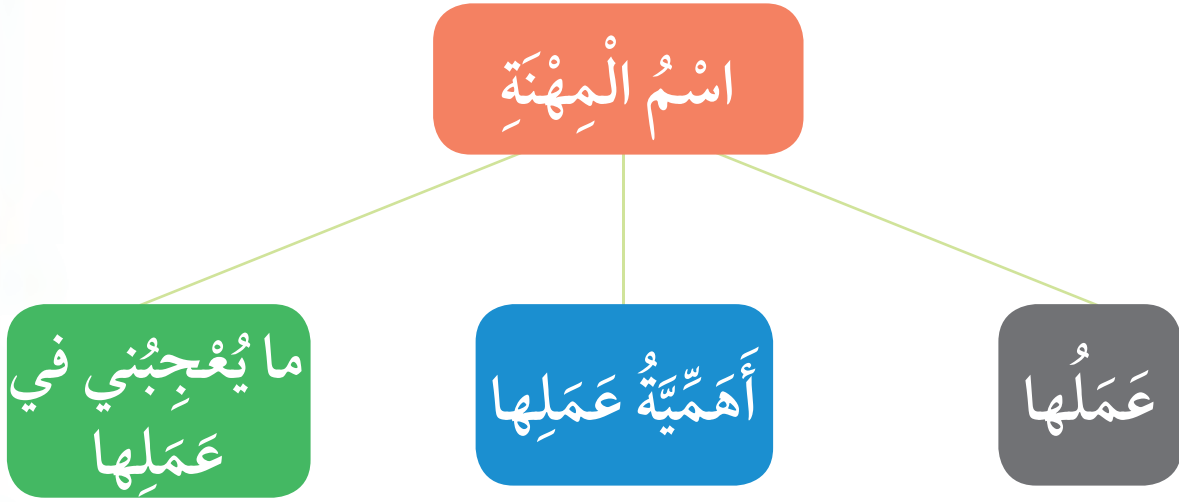 اسْمُ الْمِهْنَةِ
عَمَلُها
أَهَمِّيَّةُ عَمَلِها
ما يُعْجِبُني في
عَمَلِها